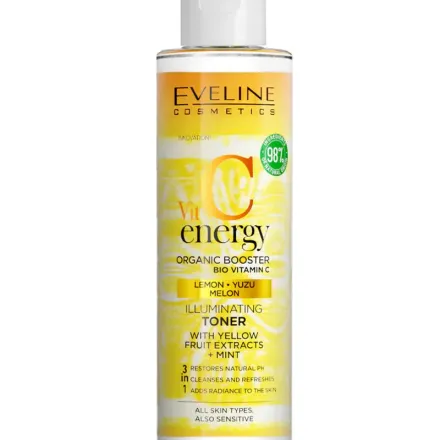 EVELINE
COSMETICS
98%
Vit C
energy
ORGANIC BOOSTER
BIO VITAMIN C
LEMON • YUZU
MELON
ILLUMINATING
TONER
WITH YELLOW
FRUIT EXTRACTS
+ MINT
3 RESTORES NATURAL PH
in CLEANSES AND REFRESHES
1 ADDS RADIANCE TO THE SKIN
ALL SKIN TYPES,
ALSO SENSITIVE